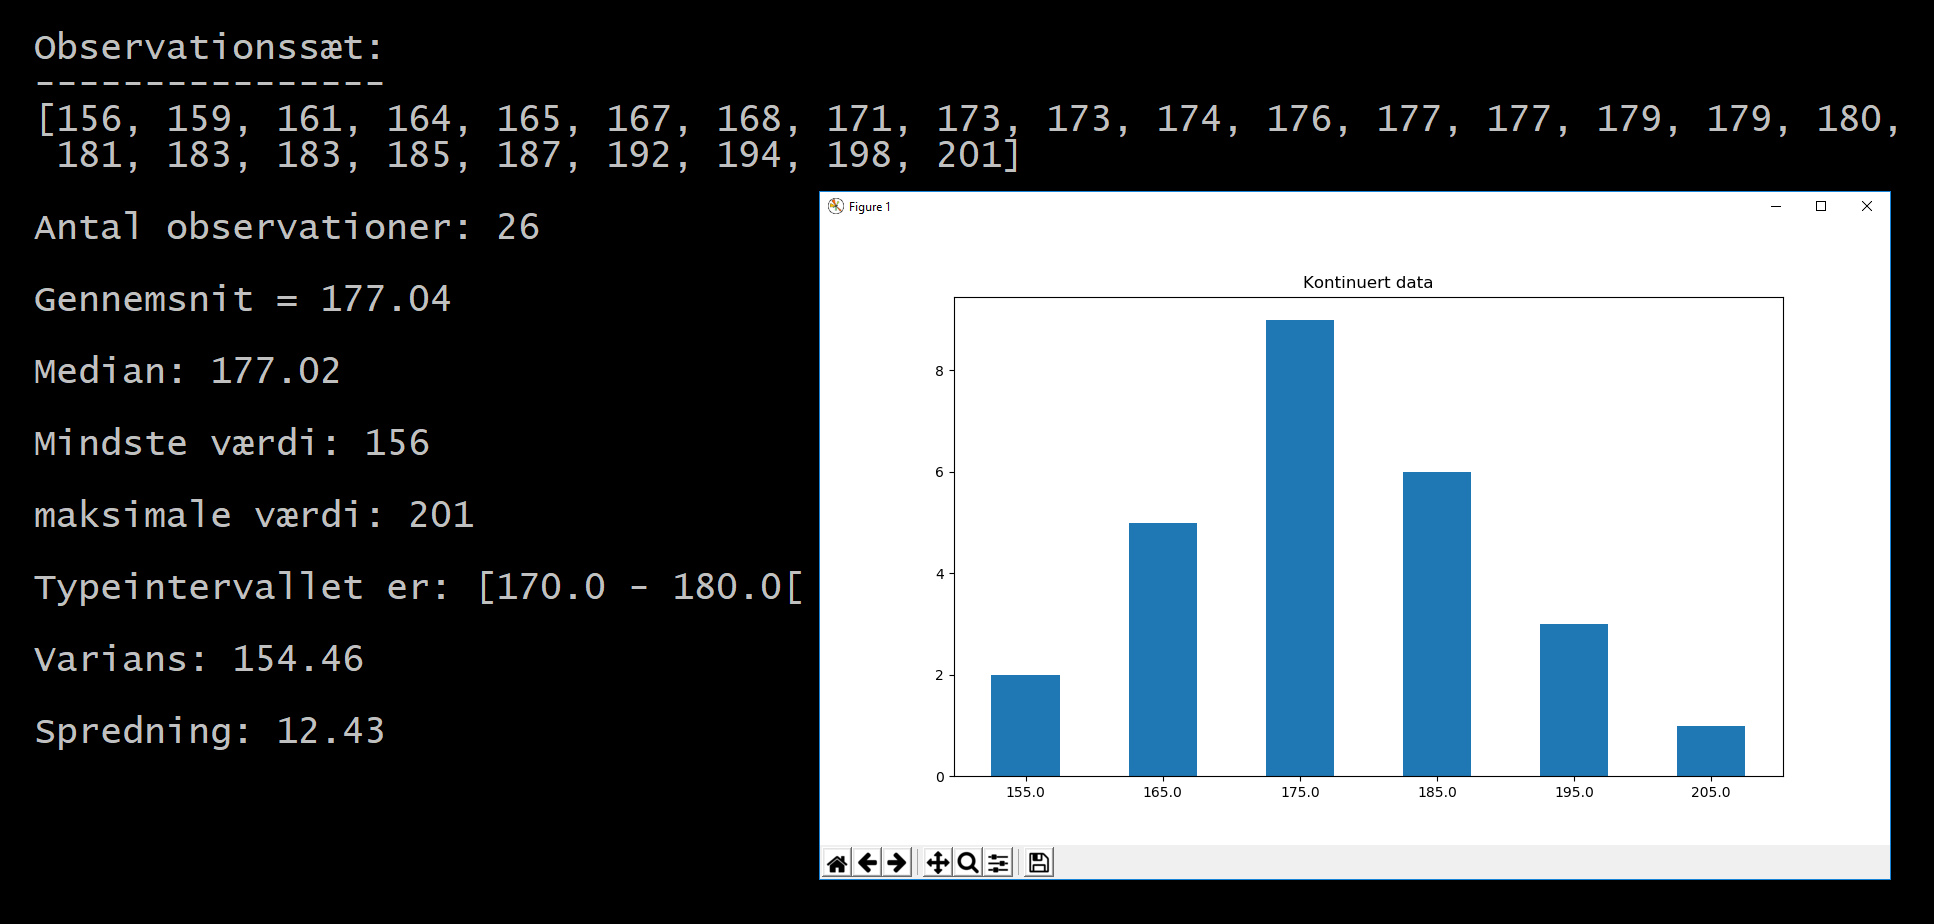 Observationssæt:
----------------
[156, 159, 161, 164, 165, 167, 168, 171, 173, 173, 174, 176, 177, 177, 179, 179, 180,
181, 183, 183, 185, 187, 192, 194, 198, 201]
Antal observationer: 26
Gennemsnit = 177.04
Median: 177.02
Mindste værdi: 156
maksimale værdi: 201
Typeintervallet er: [170.0 - 180.0[
Varians: 154.46
Spredning: 12.43
Figure 1
Kontinuert data
8
6
4
2
0
155.0 165.0 175.0 185.0 195.0 205.0